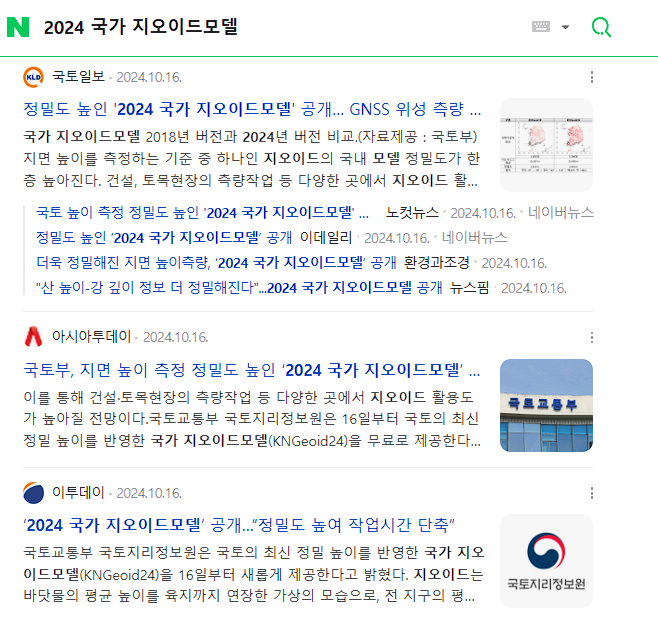 2024 국가 지오이드모델
KLD 국토일보 · 2024.10.16.
정밀도 높인 '2024 국가 지오이드모델' 공개... GNSS 위성 측량 ...
국가 지오이드모델 2018년 버전과 2024년 버전 비교.(자료제공 : 국토부)
지면 높이를 측정하는 기준 중 하나인 지오이드의 국내 모델 정밀도가 한
층 높아진다. 건설, 토목현장의 측량작업 등 다양한 곳에서 지오이드 활...
국토 높이 측정 정밀도 높인 '2024 국가 지오이드모델' ... 노컷뉴스 · 2024.10.16. · 네이버뉴스
정밀도 높인 ‘2024 국가 지오이드모델’ 공개 이데일리 · 2024.10.16. · 네이버뉴스
더욱 정밀해진 지면 높이측량, ‘2024 국가 지오이드모델’ 공개 환경과조경 · 2024.10.16.
"산 높이-강 깊이 정보 더 정밀해진다"...2024 국가 지오이드모델 공개 뉴스핌 · 2024.10.16.
아시아투데이 · 2024.10.16.
국토부, 지면 높이 측정 정밀도 높인 ‘2024 국가 지오이드모델’ ...
이를 통해 건설·토목현장의 측량작업 등 다양한 곳에서 지오이드 활용도
가 높아질 전망이다.국토교통부 국토지리정보원은 16일부터 국토의 최신
정밀 높이를 반영한 국가 지오이드모델(KNGeoid24)을 무료로 제공한다...
국토교통부
이투데이 · 2024.10.16.
‘2024 국가 지오이드모델’ 공개...“정밀도 높여 작업시간 단축”
국토교통부 국토지리정보원은 국토의 최신 정밀 높이를 반영한 국가 지오
이드모델(KNGeoid24)을 16일부터 새롭게 제공한다고 밝혔다. 지오이드는
바닷물의 평균 높이를 육지까지 연장한 가상의 모습으로, 전 지구의 평...
국토지리정보원